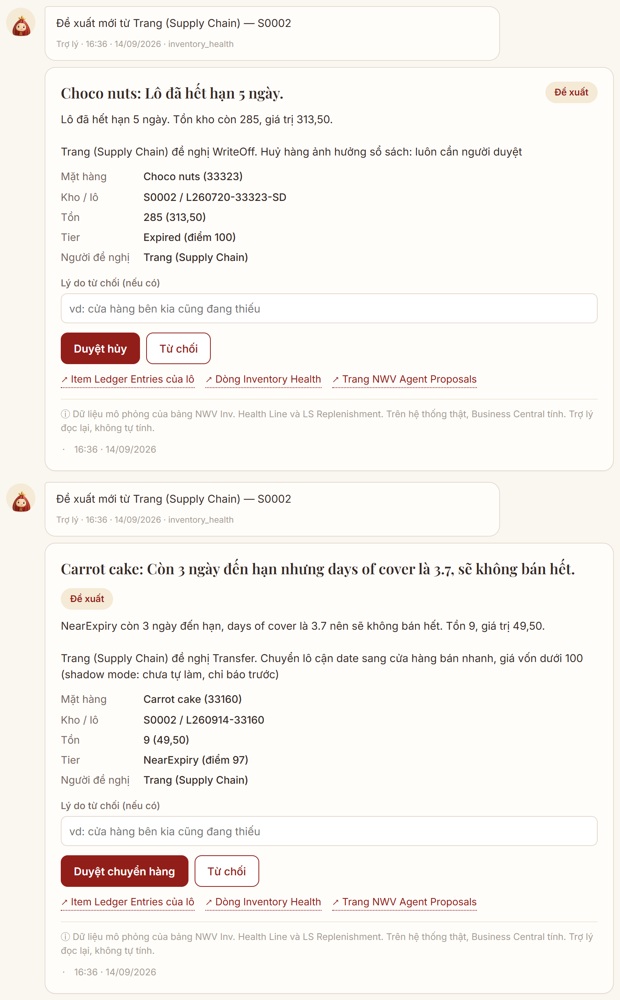 Đề xuất mới từ Trang (Supply Chain) — S0002
Trợ lý · 16:36 · 14/09/2026 · inventory_health
Choco nuts: Lô đã hết hạn 5 ngày.
Đề xuất
Lô đã hết hạn 5 ngày. Tồn kho còn 285, giá trị 313,50.
Trang (Supply Chain) đề nghị WriteOff. Huỷ hàng ảnh hưởng sổ sách: luôn cần người duyệt
Mặt hàng Choco nuts (33323)
Kho / lô S0002 / L260720-33323-SD
Tồn 285 (313,50)
Tier Expired (điểm 100)
Người đề nghị Trang (Supply Chain)
Lý do từ chối (nếu có)
vd: cửa hàng bên kia cũng đang thiếu
Duyệt hủy Từ chối
↗ Item Ledger Entries của lô ↗ Dòng Inventory Health ↗ Trang NWV Agent Proposals
ⓘ Dữ liệu mô phỏng của bảng NWV Inv. Health Line và LS Replenishment. Trên hệ thống thật, Business Central tính. Trợ lý
đọc lại, không tự tính.
· 16:36 · 14/09/2026
Đề xuất mới từ Trang (Supply Chain) — S0002
Trợ lý · 16:36 · 14/09/2026 · inventory_health
Carrot cake: Còn 3 ngày đến hạn nhưng days of cover là 3.7, sẽ không bán hết.
Đề xuất
NearExpiry còn 3 ngày đến hạn, days of cover là 3.7 nên sẽ không bán hết. Tồn 9, giá trị 49,50.
Trang (Supply Chain) đề nghị Transfer. Chuyển lô cận date sang cửa hàng bán nhanh, giá vốn dưới 100
(shadow mode: chưa tự làm, chỉ báo trước)
Mặt hàng Carrot cake (33160)
Kho / lô S0002 / L260914-33160
Tồn 9 (49,50)
Tier NearExpiry (điểm 97)
Người đề nghị Trang (Supply Chain)
Lý do từ chối (nếu có)
vd: cửa hàng bên kia cũng đang thiếu
Duyệt chuyển hàng Từ chối
↗ Item Ledger Entries của lô ↗ Dòng Inventory Health ↗ Trang NWV Agent Proposals
ⓘ Dữ liệu mô phỏng của bảng NWV Inv. Health Line và LS Replenishment. Trên hệ thống thật, Business Central tính. Trợ lý
đọc lại, không tự tính.
· 16:36 · 14/09/2026